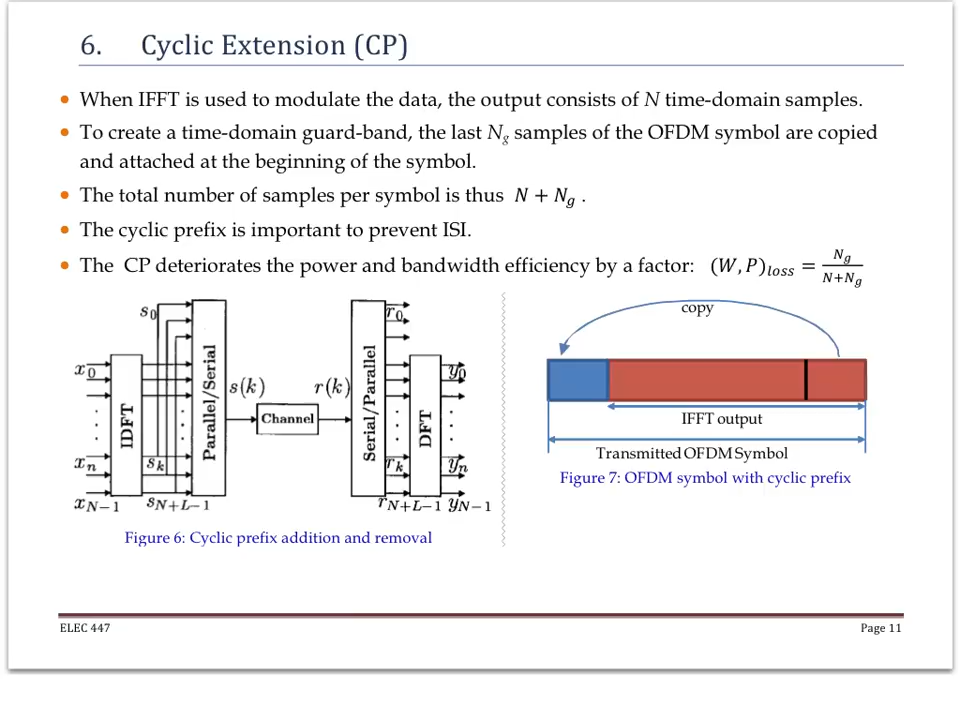 6. Cyclic Extension (CP)
• When IFFT is used to modulate the data, the output consists of N time-domain samples.
• To create a time-domain guard-band, the last N_g samples of the OFDM symbol are copied
and attached at the beginning of the symbol.
• The total number of samples per symbol is thus N + N_g .
• The cyclic prefix is important to prevent ISI.
• The CP deteriorates the power and bandwidth efficiency by a factor: (W, P)_loss = N_g / (N+N_g)
s_0
x_0
x_n
x_N−1
IDFT
s_k
s_N+L−1
Parallel/Serial
s(k)
Channel
r(k)
Serial/Parallel
r_0
r_k
r_N+L−1
DFT
y_0
y_n
y_N−1
Figure 6: Cyclic prefix addition and removal
copy
IFFT output
Transmitted OFDM Symbol
Figure 7: OFDM symbol with cyclic prefix
ELEC 447
Page 11